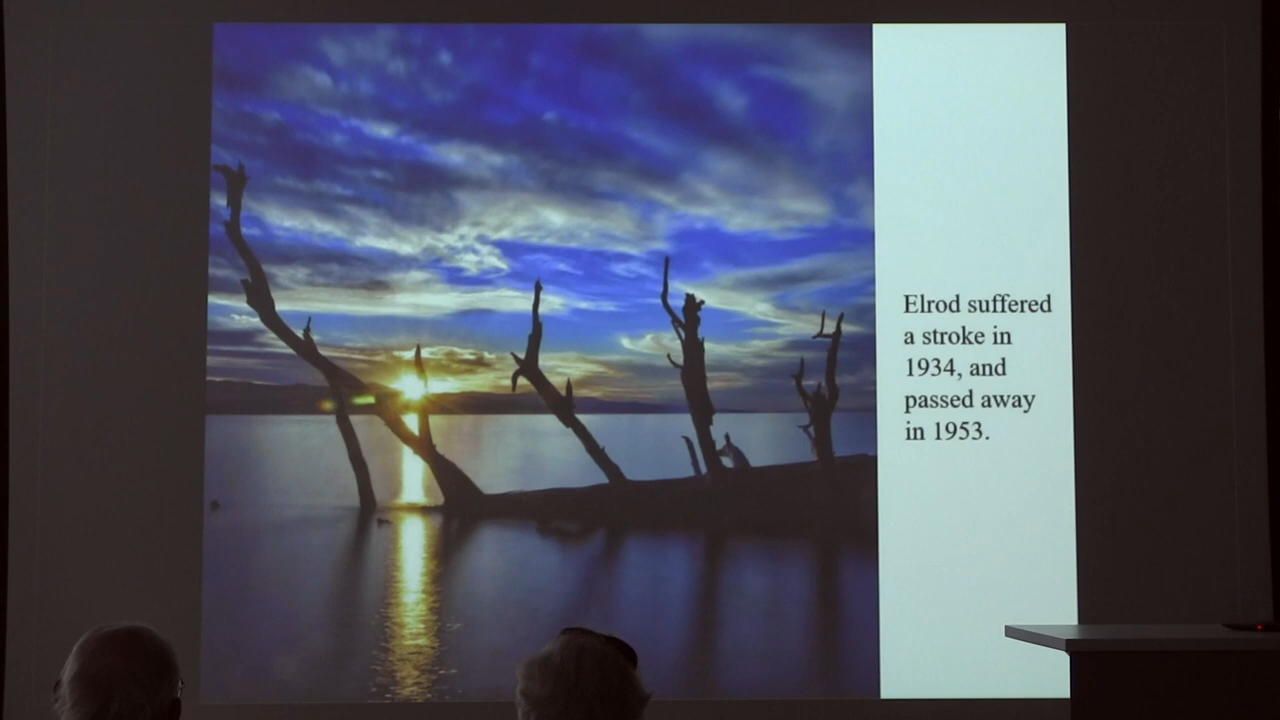 Elrod suffered
a stroke in
1934, and
passed away
in 1953.